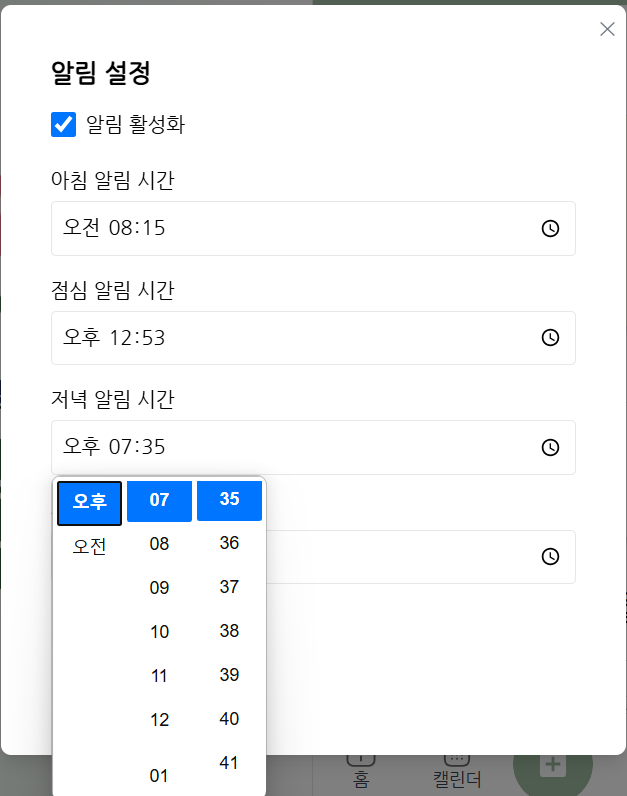 알림 설정
알림 활성화
아침 알림 시간
오전 08:15
점심 알림 시간
오후 12:53
저녁 알림 시간
오후 07:35
오후 07 35
오전 08 36
09 37
10 38
11 39
12 40
01 41
홈 캘린더